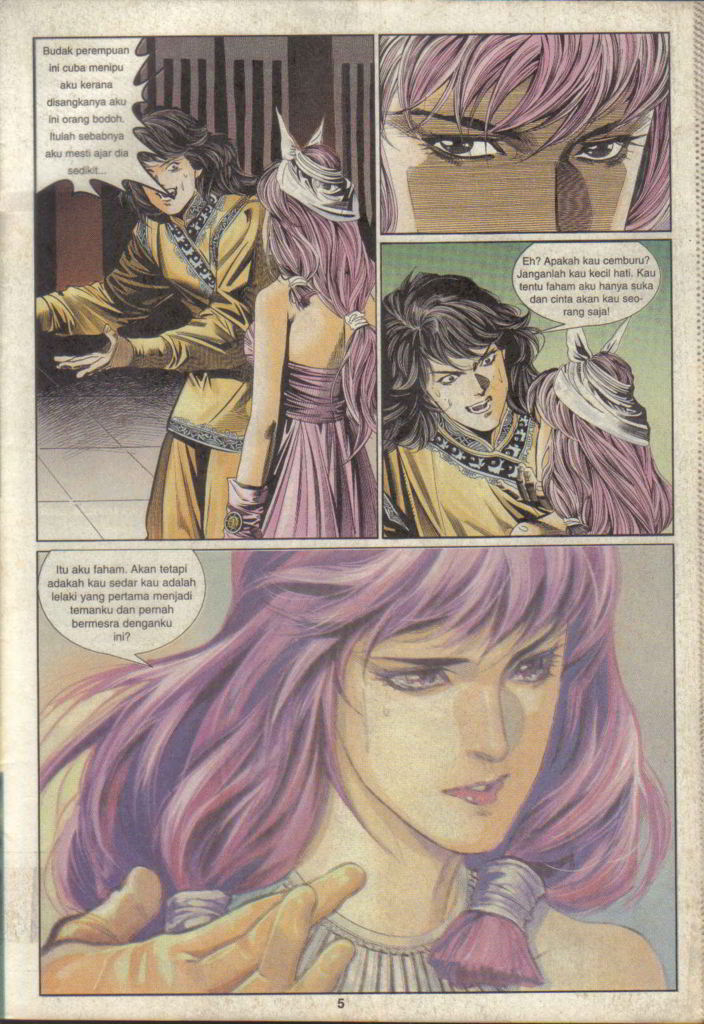 Budak perempuan
ini cuba menipu
aku kerana
disangkanya aku
ini orang bodoh.
Itulah sebabnya
aku mesti ajar dia
sedikit...
Eh? Apakah kau cemburu?
Janganlah kau kecil hati. Kau
tentu faham aku hanya suka
dan cinta akan kau seo-
rang saja!
Itu aku faham. Akan tetapi
adakah kau sedar kau adalah
lelaki yang pertama menjadi
temanku dan pernah
bermesra denganku
ini?
5